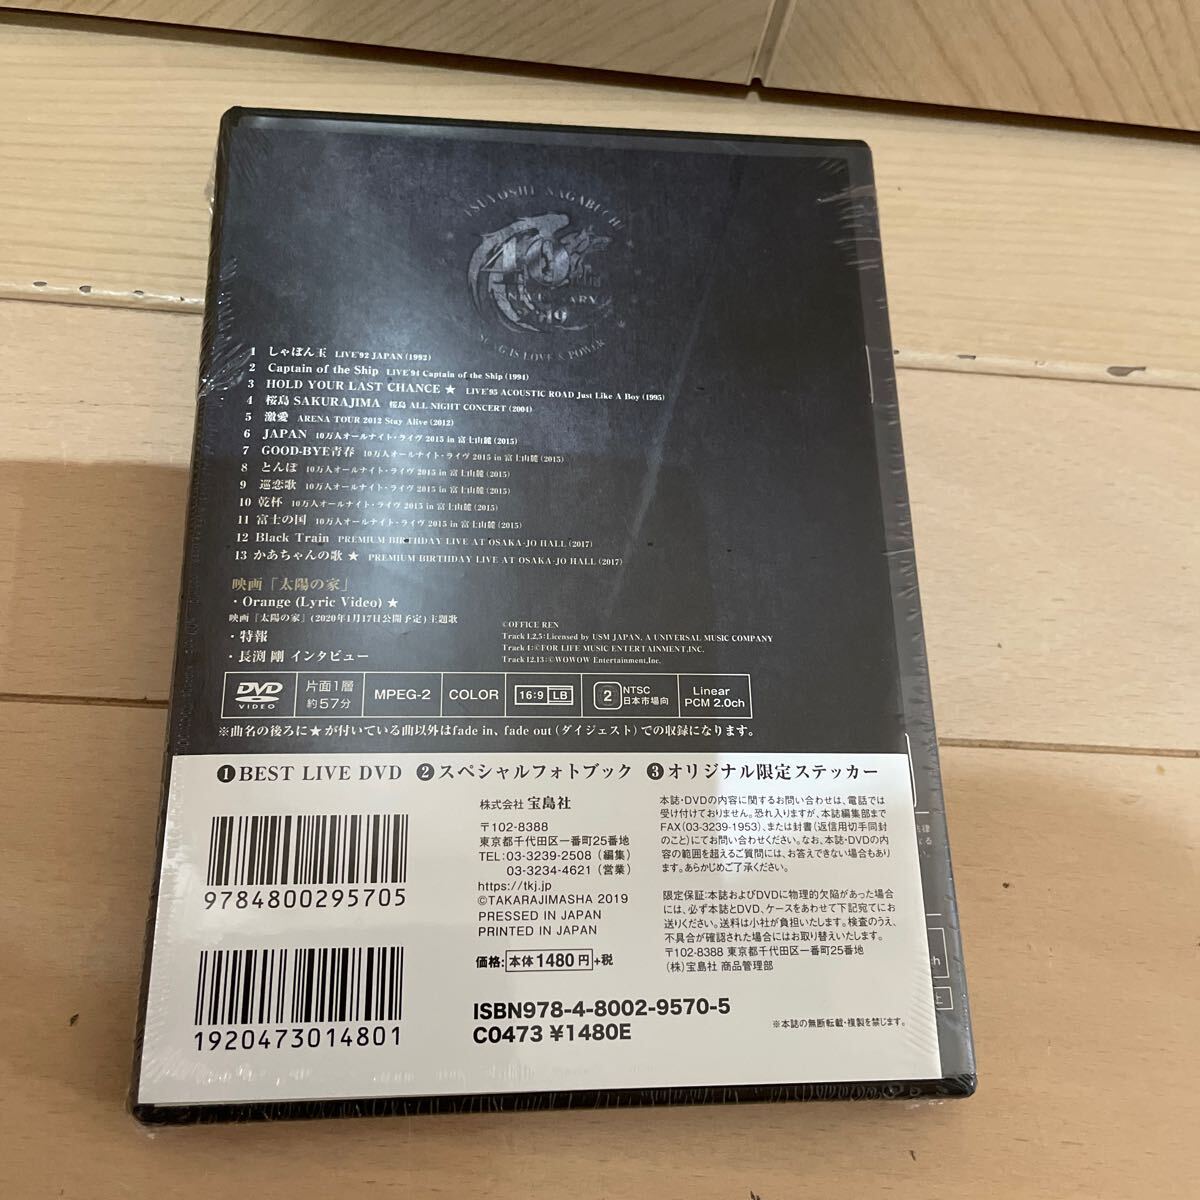 TSUYOSHI NAGABUCHI
40th
ANNIVERSARY
2019
SONG IS LOVE & POWER
1 しゃぼん玉 LIVE'92 JAPAN (1992)
2 Captain of the Ship LIVE'94 Captain of the Ship (1994)
3 HOLD YOUR LAST CHANCE ★ LIVE'95 ACOUSTIC ROAD Just Like A Boy (1995)
4 桜島 SAKURAJIMA 桜島 ALL NIGHT CONCERT (2004)
5 激愛 ARENA TOUR 2012 Stay Alive (2012)
6 JAPAN 10万人オールナイト・ライヴ 2015 in 富士山麓 (2015)
7 GOOD-BYE青春 10万人オールナイト・ライヴ 2015 in 富士山麓 (2015)
8 とんぼ 10万人オールナイト・ライヴ 2015 in 富士山麓 (2015)
9 巡恋歌 10万人オールナイト・ライヴ 2015 in 富士山麓 (2015)
10 乾杯 10万人オールナイト・ライヴ 2015 in 富士山麓 (2015)
11 富士の国 10万人オールナイト・ライヴ 2015 in 富士山麓 (2015)
12 Black Train PREMIUM BIRTHDAY LIVE AT OSAKA-JO HALL (2017)
13 かあちゃんの歌 ★ PREMIUM BIRTHDAY LIVE AT OSAKA-JO HALL (2017)
映画「太陽の家」
・Orange (Lyric Video) ★
映画「太陽の家」(2020年1月17日公開予定) 主題歌
・特報
・長渕 剛 インタビュー
©OFFICE REN
Track 1,2,5: Licensed by USM JAPAN, A UNIVERSAL MUSIC COMPANY
Track 4: ©FOR LIFE MUSIC ENTERTAINMENT,INC.
Track 12,13: ©WOWOW Entertainment,Inc.
DVD VIDEO 片面1層 約57分 MPEG-2 COLOR 16:9 LB 2 NTSC 日本市場向 Linear PCM 2.0ch
※曲名の後ろに★が付いている曲以外はfade in、fade out (ダイジェスト) での収録になります。
❶BEST LIVE DVD ❷スペシャルフォトブック ❸オリジナル限定ステッカー
9784800295705
1920473014801
株式会社 宝島社
〒102-8388
東京都千代田区一番町25番地
TEL:03-3239-2508（編集）
03-3234-4621（営業）
https://tkj.jp
©TAKARAJIMASHA 2019
PRESSED IN JAPAN
PRINTED IN JAPAN
価格: 本体1480円 +税
ISBN978-4-8002-9570-5
C0473 ¥1480E
本誌・DVDの内容に関するお問い合わせは、電話では
受け付けておりません。恐れ入りますが、本誌編集部まで
FAX(03-3239-1953)、または封書(返信用切手同封
のこと)にてお問い合わせください。なお、本誌・DVDの内
容の範囲を超えるご質問には、お答えできない場合もあり
ます。あらかじめご了承ください。
限定保証:本誌およびDVDに物理的欠陥があった場合
には、必ず本誌とDVD、ケースをあわせて下記宛てにお
送りください。送料は小社が負担いたします。検査のうえ、
不具合が確認された場合にはお取り替えいたします。
〒102-8388 東京都千代田区一番町25番地
(株)宝島社 商品管理部
※本誌の無断転載・複製を禁じます。